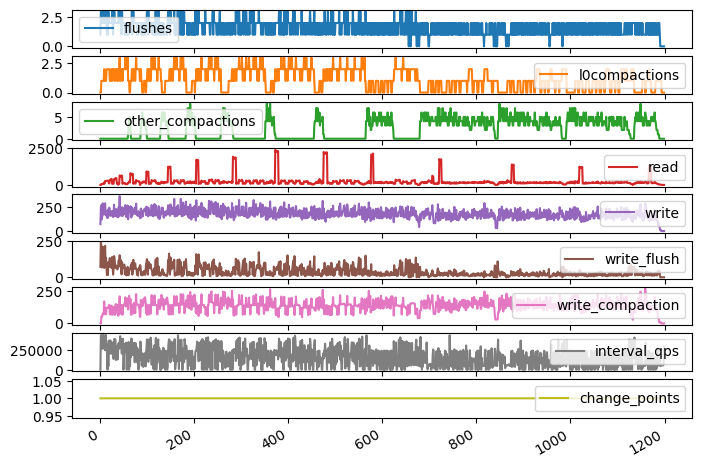 2.5
0.0
flushes
2.5
0.0
l0compactions
5
0
other_compactions
2500
0
read
250
0
write
250
0
write_flush
250
0
write_compaction
250000
0
interval_qps
1.05
1.00
0.95
change_points
0
200
400
600
800
1000
1200